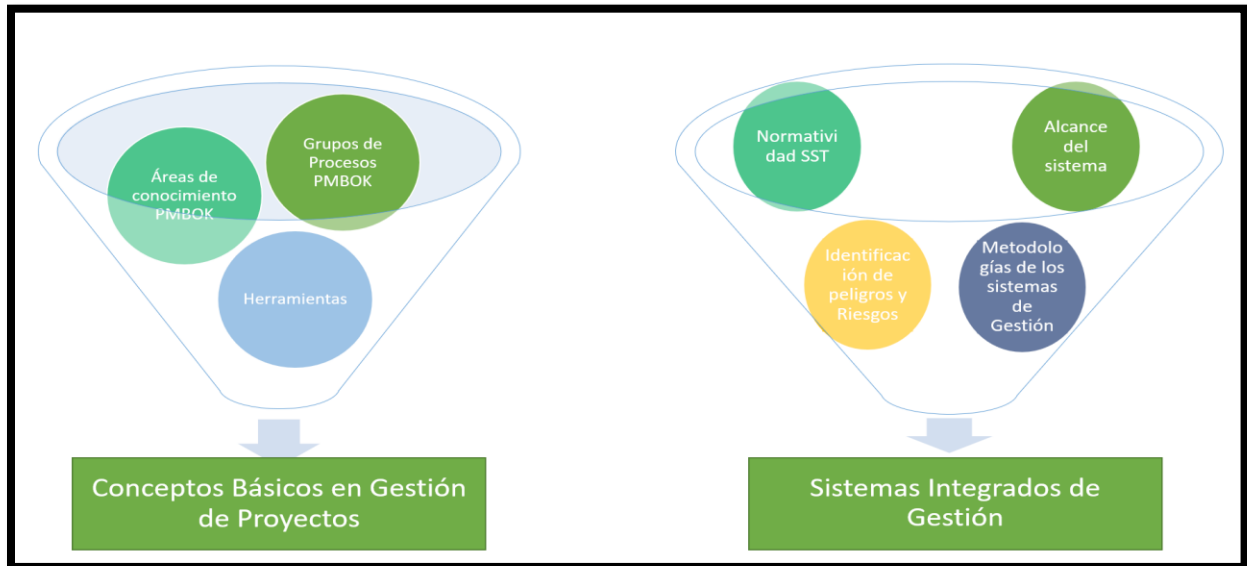 Áreas de
conocimiento
PMBOK
Grupos de
Procesos
PMBOK
Herramientas
Conceptos Básicos en Gestión
de Proyectos
Normativi
dad SST
Alcance
del
sistema
Identificac
ión de
peligros y
Riesgos
Metodolo
gías de los
sistemas
de
Gestión
Sistemas Integrados de
Gestión